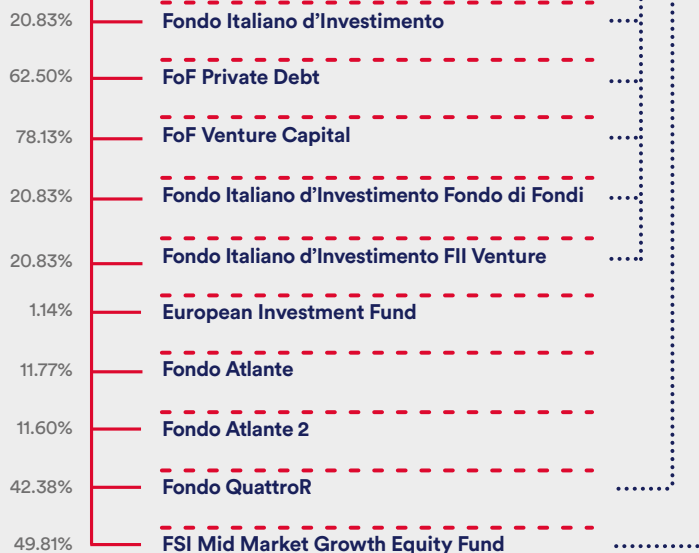 20.83% Fondo Italiano d'Investimento
62.50% FoF Private Debt
78.13% FoF Venture Capital
20.83% Fondo Italiano d'Investimento Fondo di Fondi
20.83% Fondo Italiano d'Investimento FII Venture
1.14% European Investment Fund
11.77% Fondo Atlante
11.60% Fondo Atlante 2
42.38% Fondo QuattroR
49.81% FSI Mid Market Growth Equity Fund